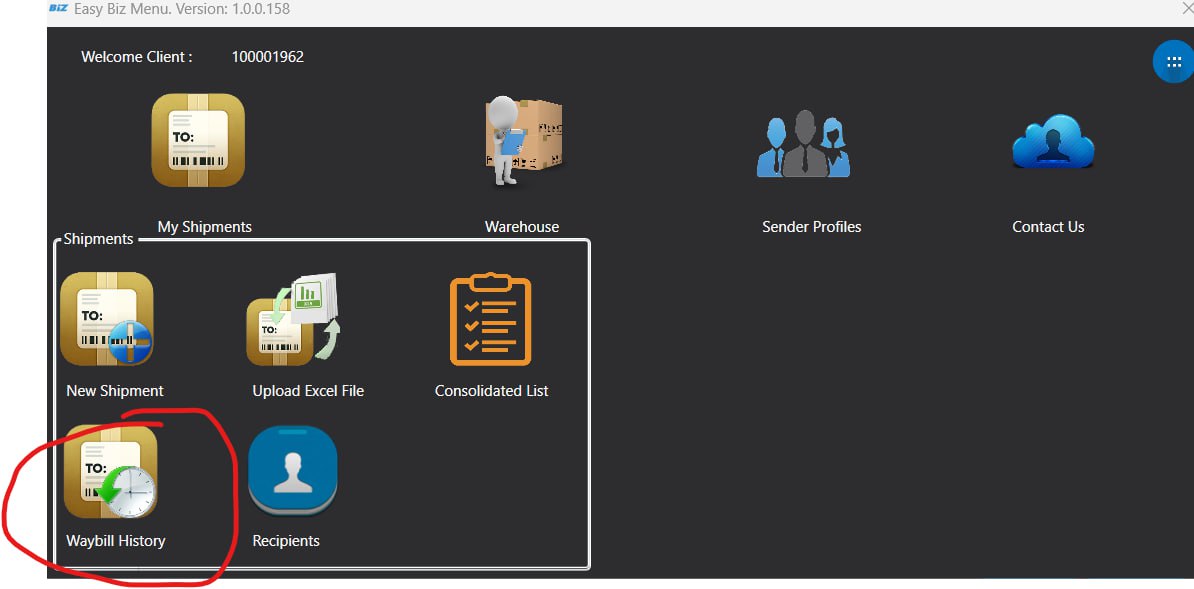 BiZ Easy Biz Menu. Version: 1.0.0.158
Welcome Client : 100001962
TO:
My Shipments Warehouse Sender Profiles Contact Us
Shipments
TO:
TO:
New Shipment Upload Excel File Consolidated List
TO:
Waybill History Recipients